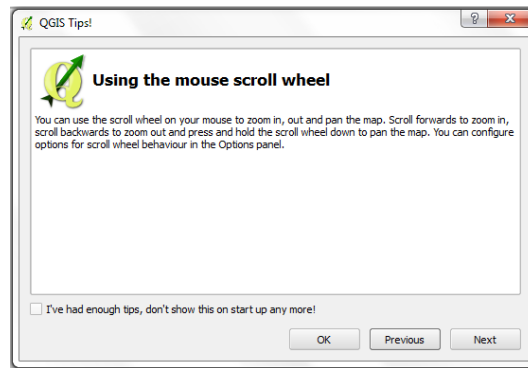 QGIS Tips!
Using the mouse scroll wheel
You can use the scroll wheel on your mouse to zoom in, out and pan the map. Scroll forwards to zoom in,
scroll backwards to zoom out and press and hold the scroll wheel down to pan the map. You can configure
options for scroll wheel behaviour in the Options panel.
I've had enough tips, don't show this on start up any more!
OK Previous Next